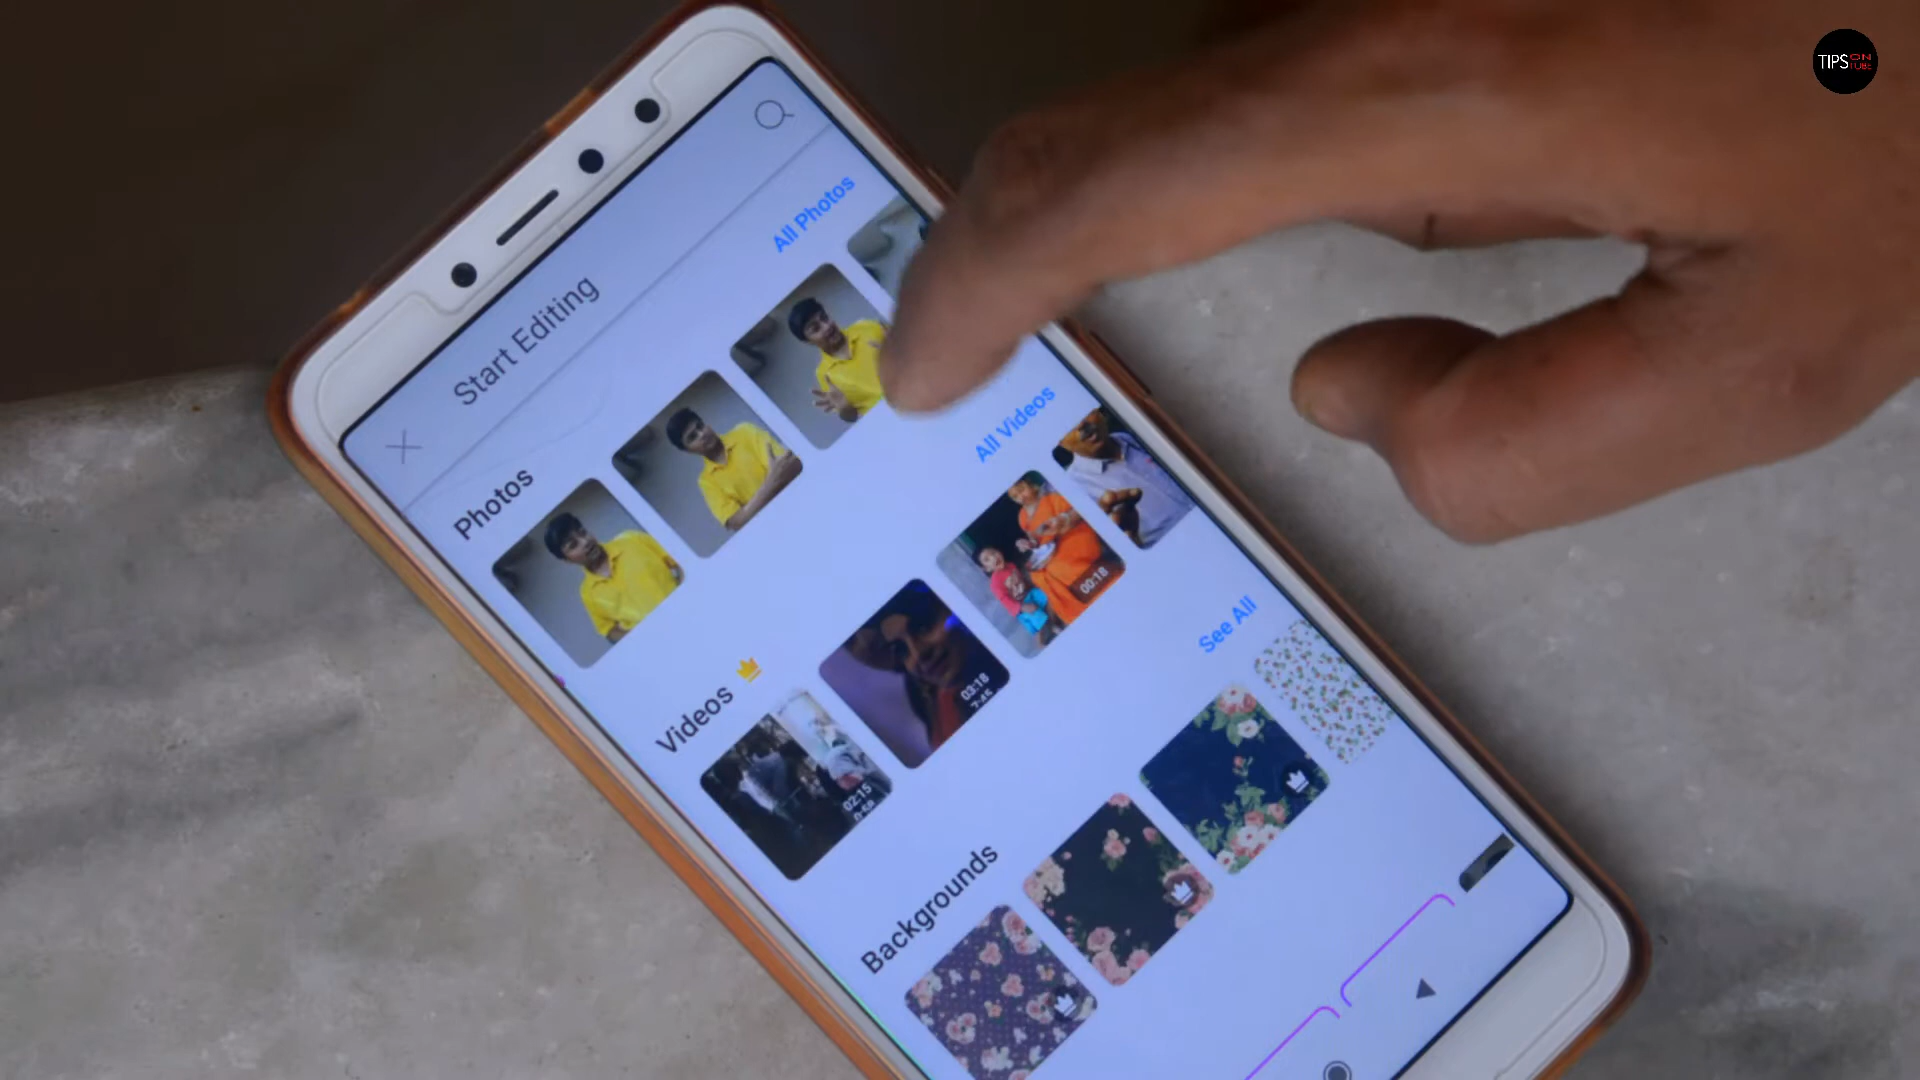 TIPS ON TUBE
Start Editing
Photos
All Photos
Videos
All Videos
02:15
03:18
00:18
Backgrounds
See All